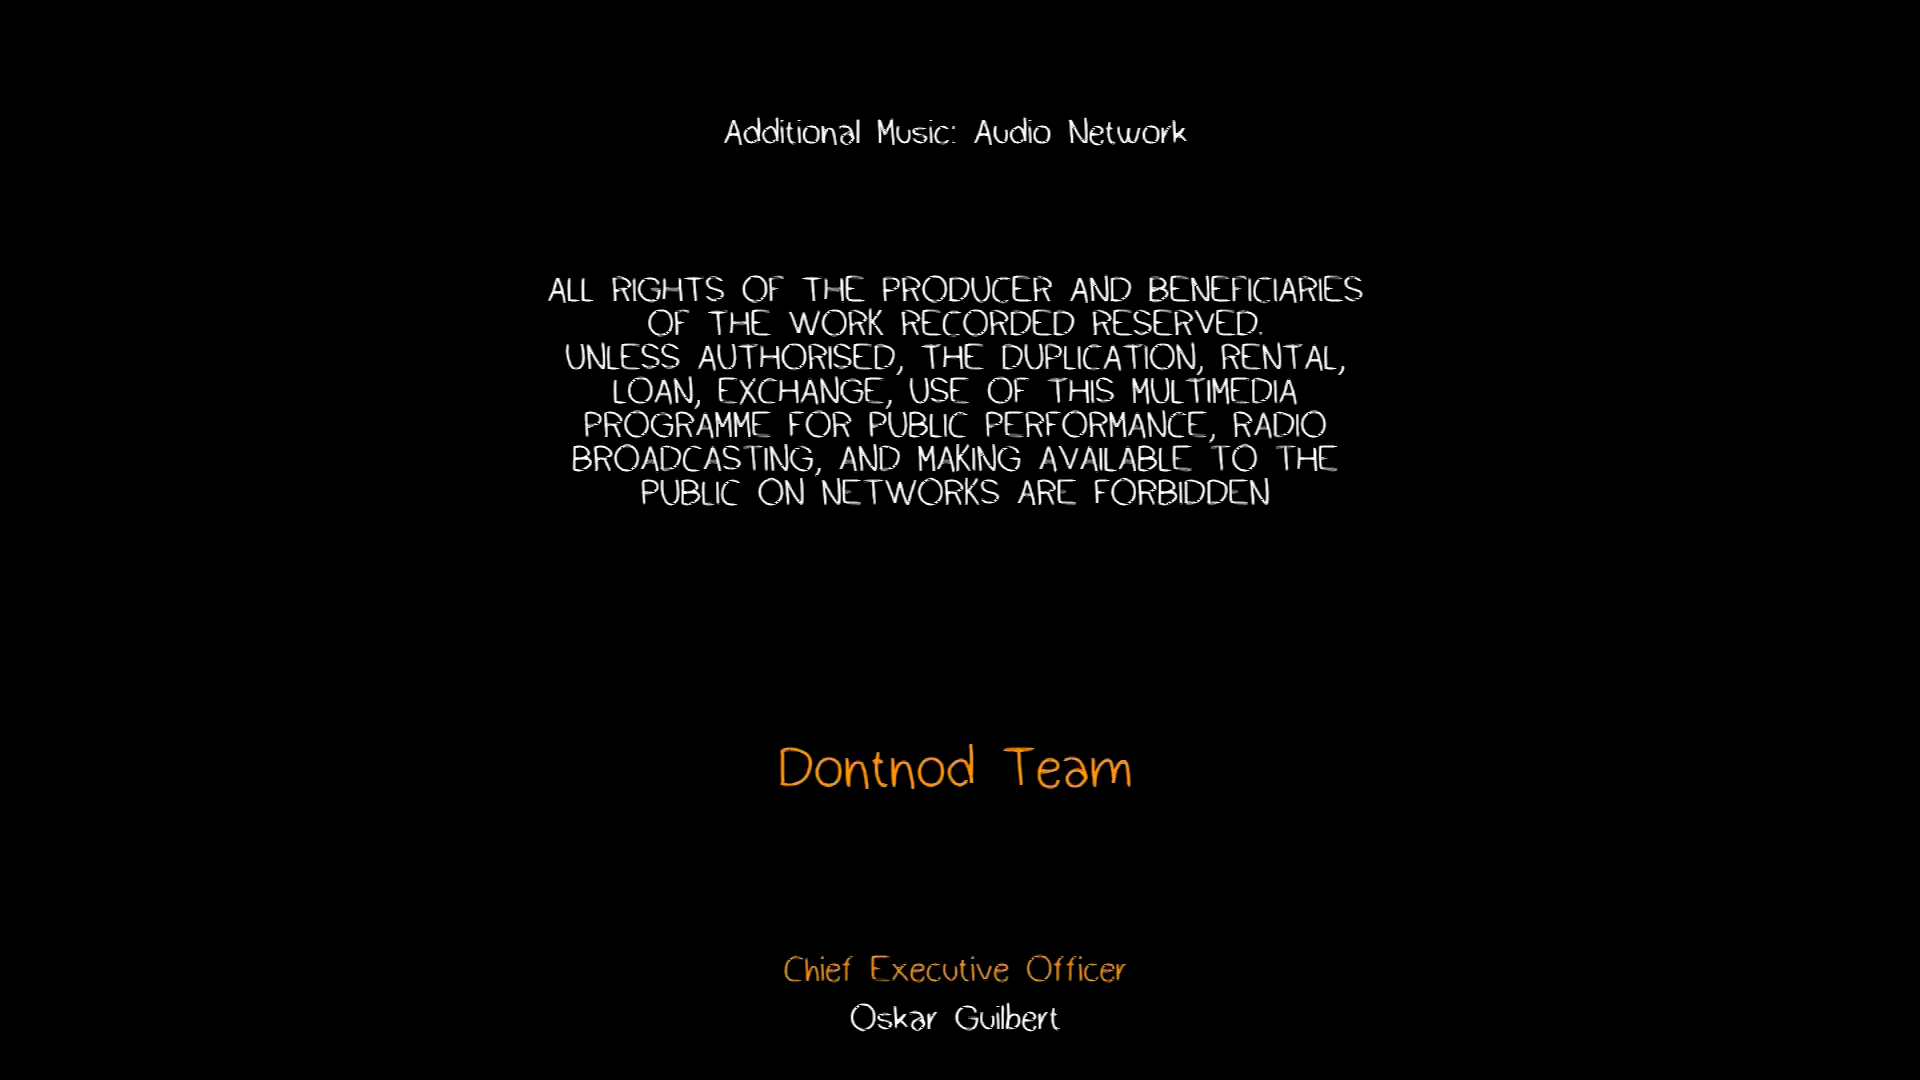 Additional Music: Audio Network
ALL RIGHTS OF THE PRODUCER AND BENEFICIARIES
OF THE WORK RECORDED RESERVED.
UNLESS AUTHORISED, THE DUPLICATION, RENTAL,
LOAN, EXCHANGE, USE OF THIS MULTIMEDIA
PROGRAMME FOR PUBLIC PERFORMANCE, RADIO
BROADCASTING, AND MAKING AVAILABLE TO THE
PUBLIC ON NETWORKS ARE FORBIDDEN
Dontnod Team
Chief Executive Officer
Oskar Guilbert